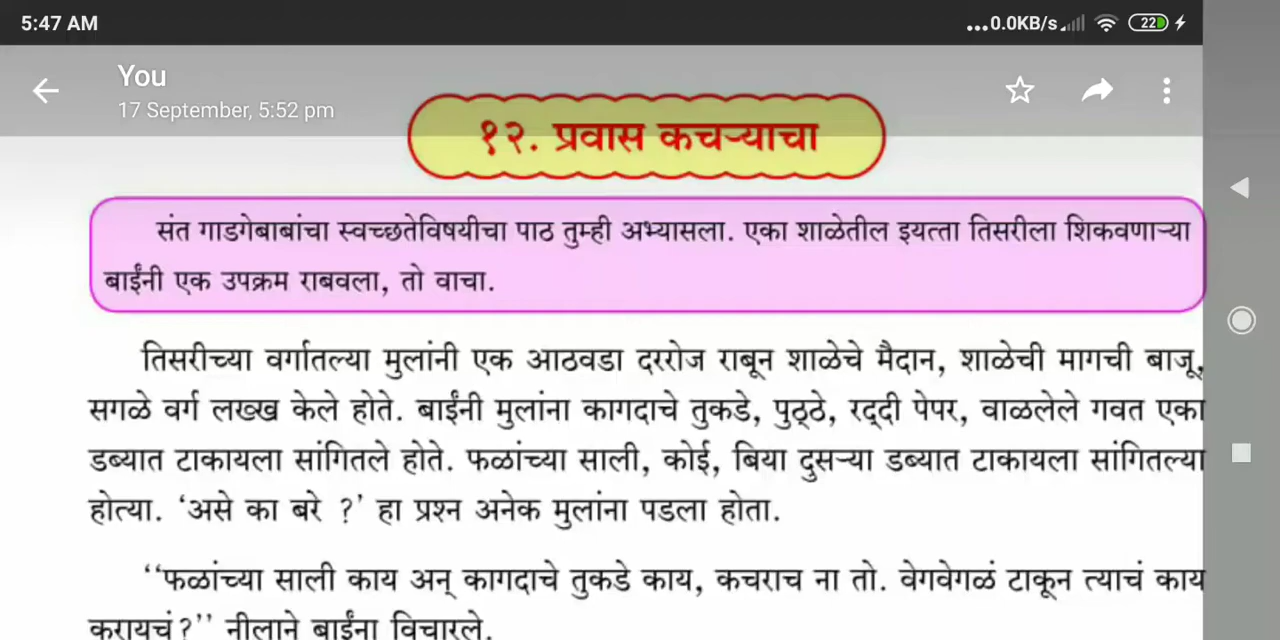 5:47 AM
...0.0KB/s
22
You
17 September, 5:52 pm
१२. प्रवास कचऱ्याचा
संत गाडगेबाबांचा स्वच्छतेविषयीचा पाठ तुम्ही अभ्यासला. एका शाळेतील इयत्ता तिसरीला शिकवणाऱ्या
बाईंनी एक उपक्रम राबवला, तो वाचा.
तिसरीच्या वर्गातल्या मुलांनी एक आठवडा दररोज राबून शाळेचे मैदान, शाळेची मागची बाजू,
सगळे वर्ग लख्ख केले होते. बाईंनी मुलांना कागदाचे तुकडे, पुठ्ठे, रद्दी पेपर, वाळलेले गवत एका
डब्यात टाकायला सांगितले होते. फळांच्या साली, कोई, बिया दुसऱ्या डब्यात टाकायला सांगितल्या
होत्या. ‘असे का बरे ?’ हा प्रश्न अनेक मुलांना पडला होता.
‘‘फळांच्या साली काय अन् कागदाचे तुकडे काय, कचराच ना तो. वेगवेगळं टाकून त्याचं काय
करायचं?’’ नीलाने बाईंना विचारले.